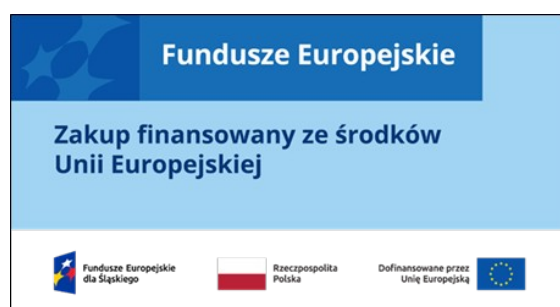 Fundusze Europejskie
Zakup finansowany ze środków
Unii Europejskiej
Fundusze Europejskie
dla Śląskiego
Rzeczpospolita
Polska
Dofinansowane przez
Unię Europejską